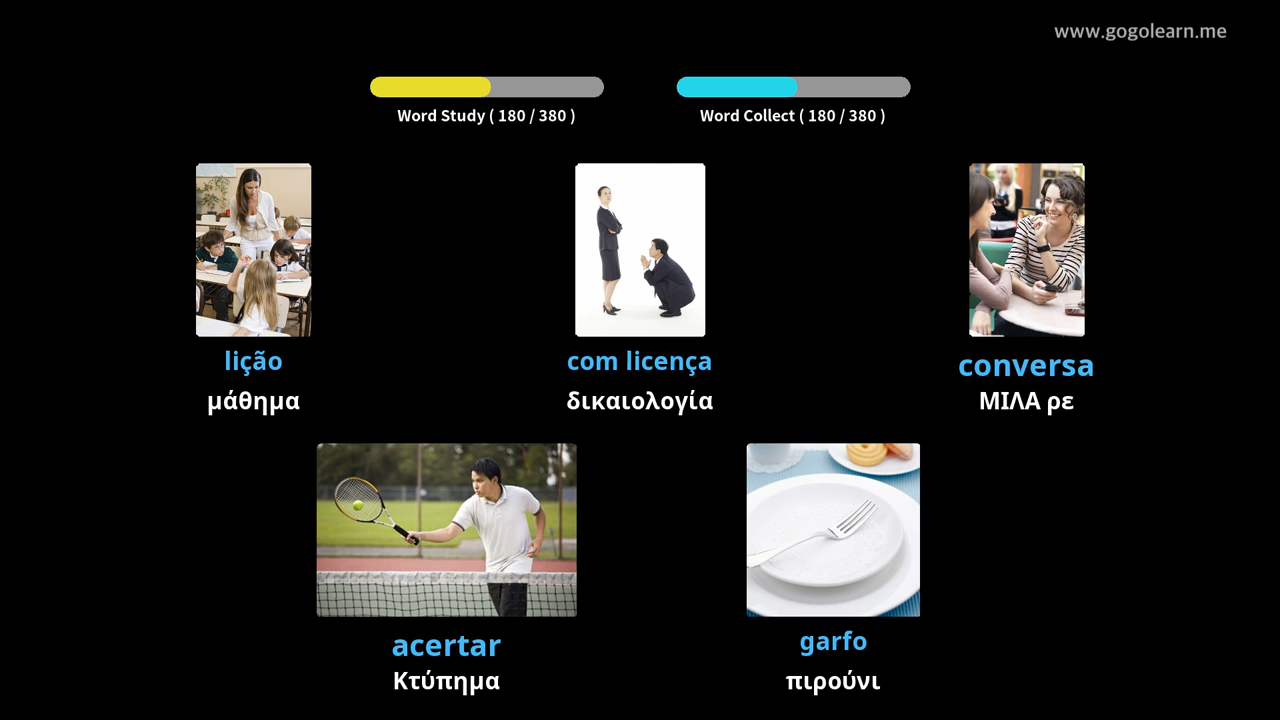 www.gogolearn.me
Word Study ( 180 / 380 )
Word Collect ( 180 / 380 )
lição
μάθημα
com licença
δικαιολογία
conversa
ΜΙΛΑ ρε
acertar
Κτύπημα
garfo
πιρούνι